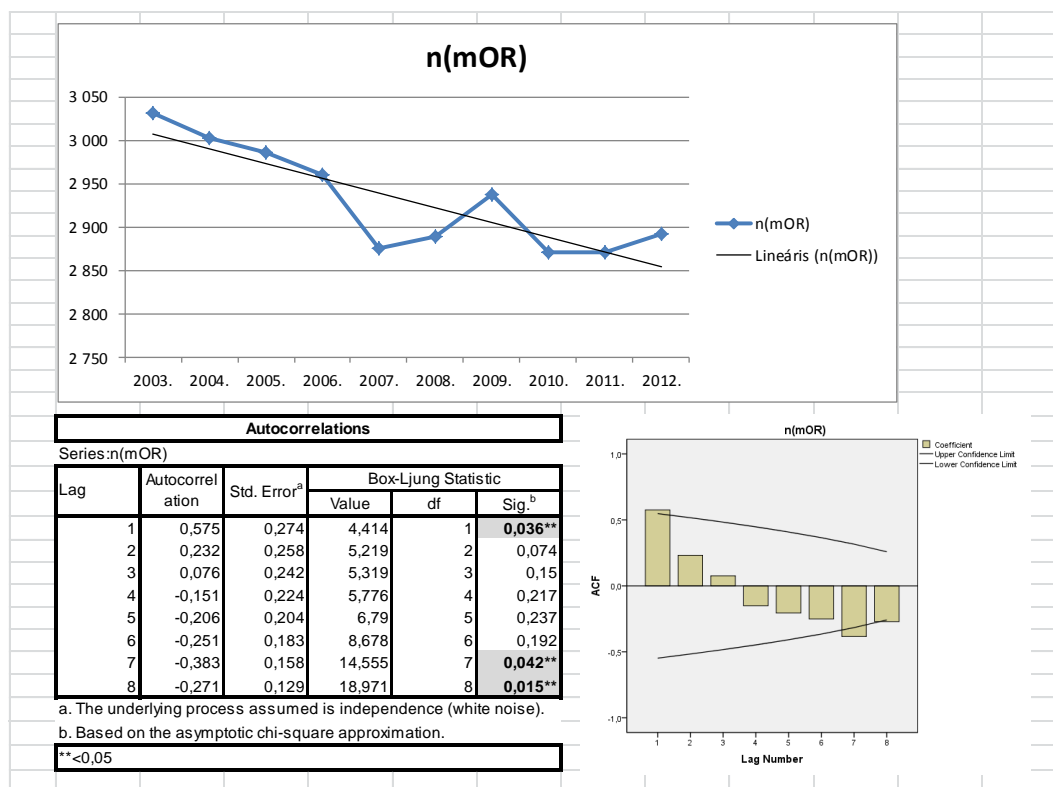 n(mOR)
3 050
3 000
2 950
2 900
2 850
2 800
2 750
2003. 2004. 2005. 2006. 2007. 2008. 2009. 2010. 2011. 2012.
n(mOR)
Lineáris (n(mOR))
Autocorrelations
Series:n(mOR)
Lag Autocorrel ation Std. Errorᵃ Box-Ljung Statistic
Value df Sig.ᵇ
1 0,575 0,274 4,414 1 0,036**
2 0,232 0,258 5,219 2 0,074
3 0,076 0,242 5,319 3 0,15
4 -0,151 0,224 5,776 4 0,217
5 -0,206 0,204 6,79 5 0,237
6 -0,251 0,183 8,678 6 0,192
7 -0,383 0,158 14,555 7 0,042**
8 -0,271 0,129 18,971 8 0,015**
a. The underlying process assumed is independence (white noise).
b. Based on the asymptotic chi-square approximation.
**<0,05
n(mOR)
Coefficient
Upper Confidence Limit
Lower Confidence Limit
ACF
1,0
0,5
0,0
-0,5
-1,0
1 2 3 4 5 6 7 8
Lag Number